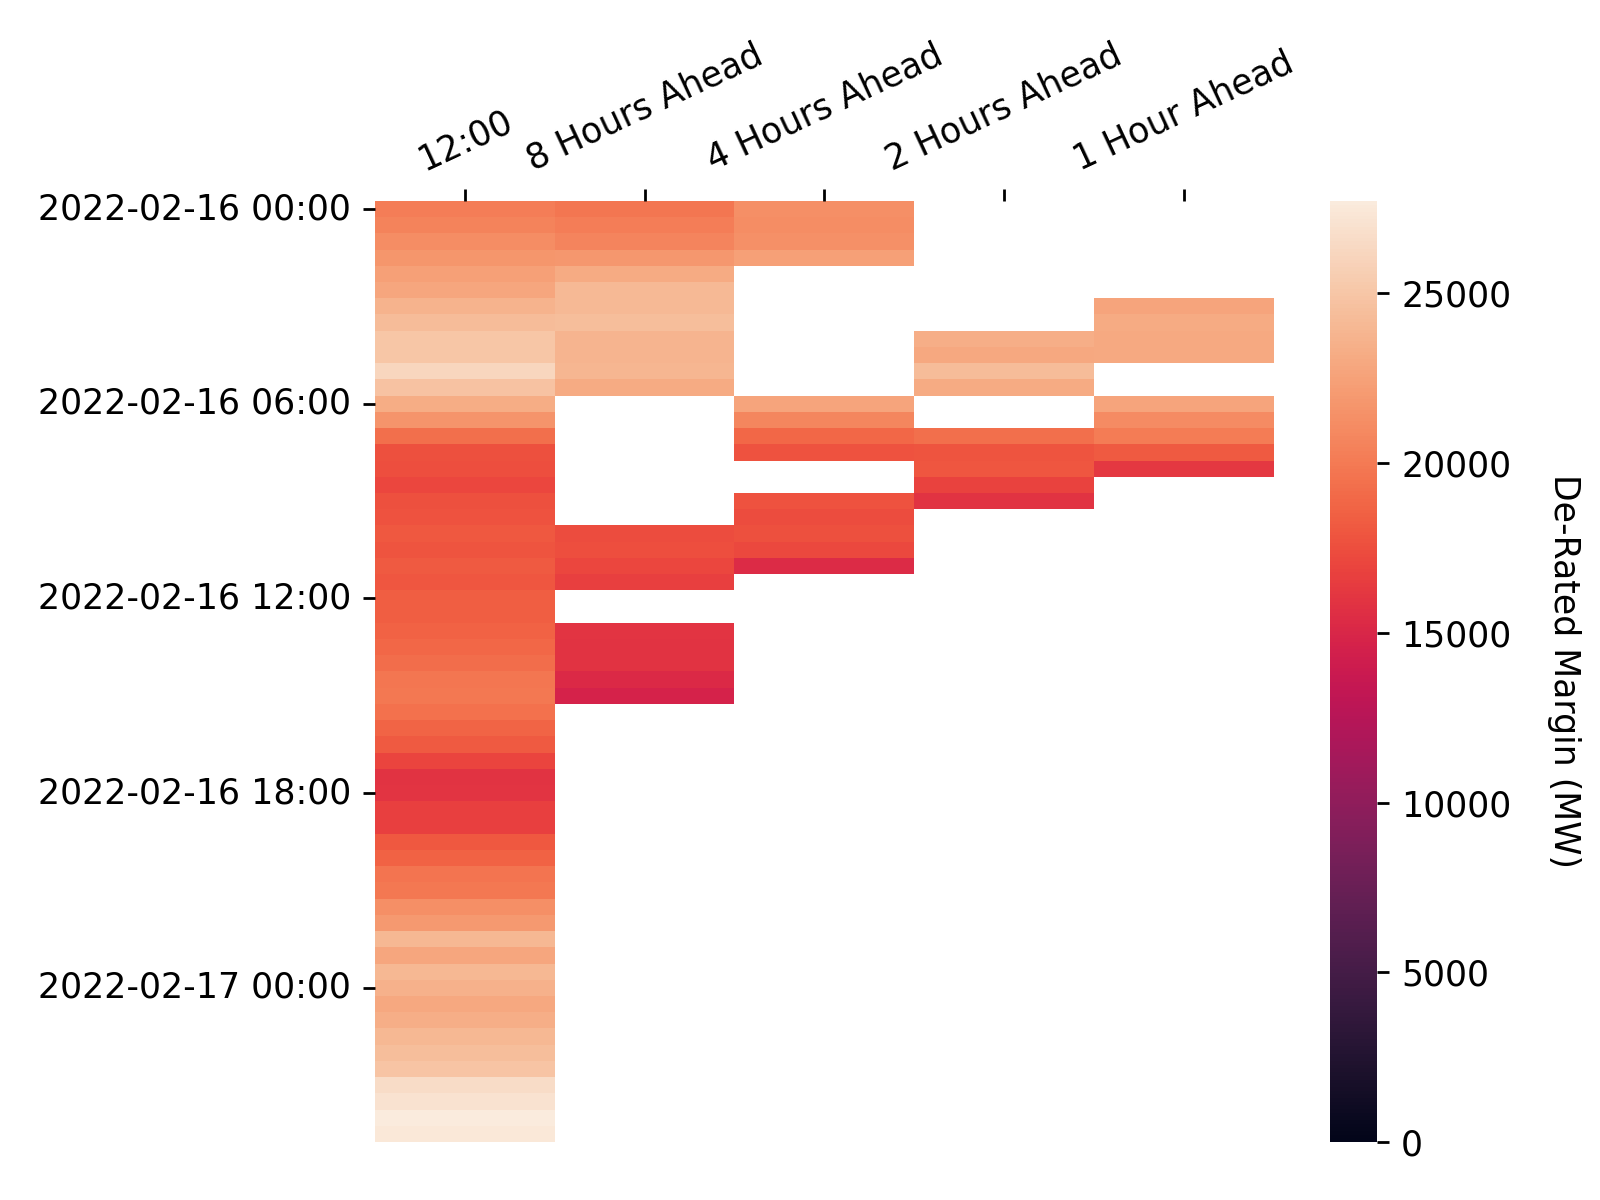 12:00
8 Hours Ahead
4 Hours Ahead
2 Hours Ahead
1 Hour Ahead
2022-02-16 00:00
2022-02-16 06:00
2022-02-16 12:00
2022-02-16 18:00
2022-02-17 00:00
25000
20000
15000
10000
5000
0
De-Rated Margin (MW)